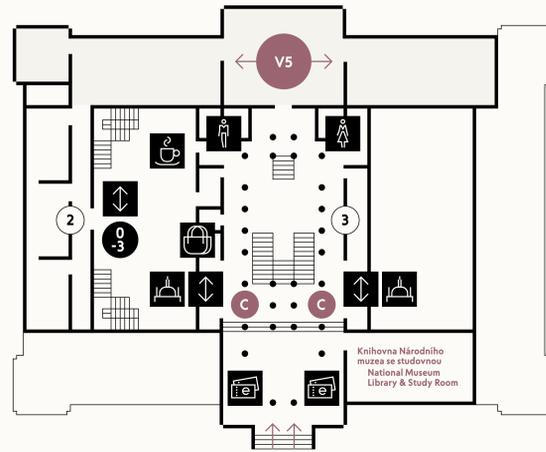 V5
2
0
-3
3
C
C
Knihovna Národního
muzea se studovnou
National Museum
Library & Study Room
e
e